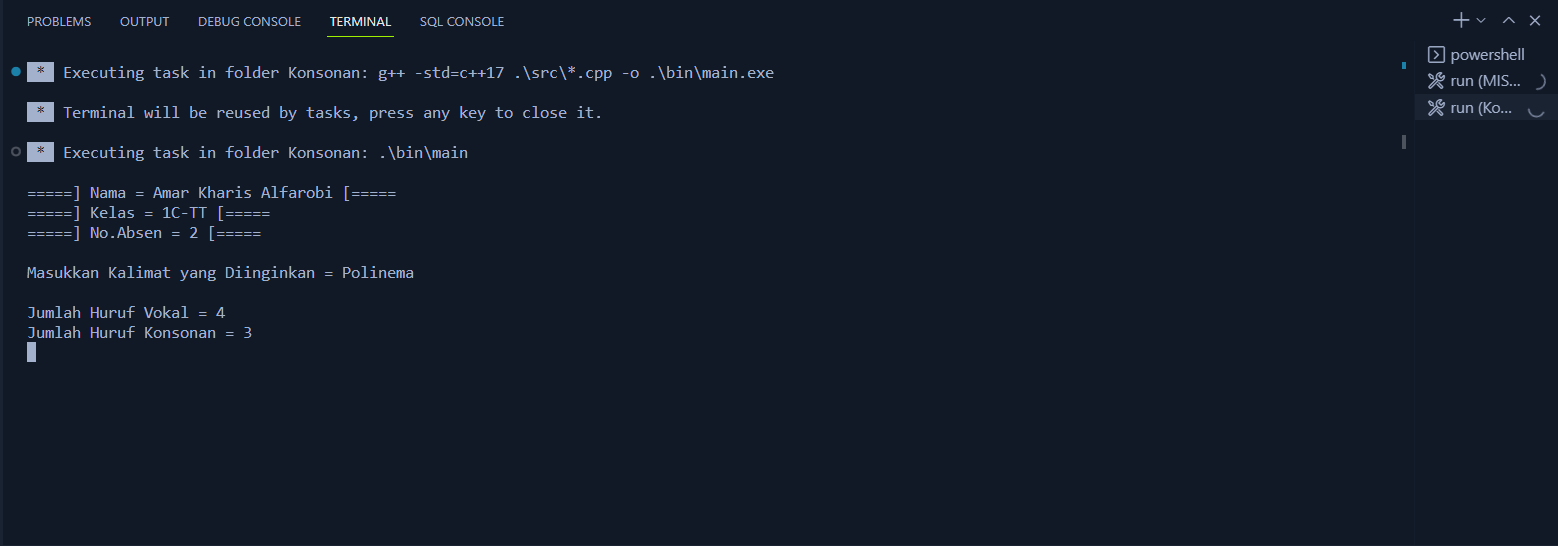 PROBLEMS OUTPUT DEBUG CONSOLE TERMINAL SQL CONSOLE
* Executing task in folder Konsonan: g++ -std=c++17 .\src\*.cpp -o .\bin\main.exe
* Terminal will be reused by tasks, press any key to close it.
* Executing task in folder Konsonan: .\bin\main
=====] Nama = Amar Kharis Alfarobi [=====
=====] Kelas = 1C-TT [=====
=====] No.Absen = 2 [=====
Masukkan Kalimat yang Diinginkan = Polinema
Jumlah Huruf Vokal = 4
Jumlah Huruf Konsonan = 3
powershell
run (MIS...
run (Ko...